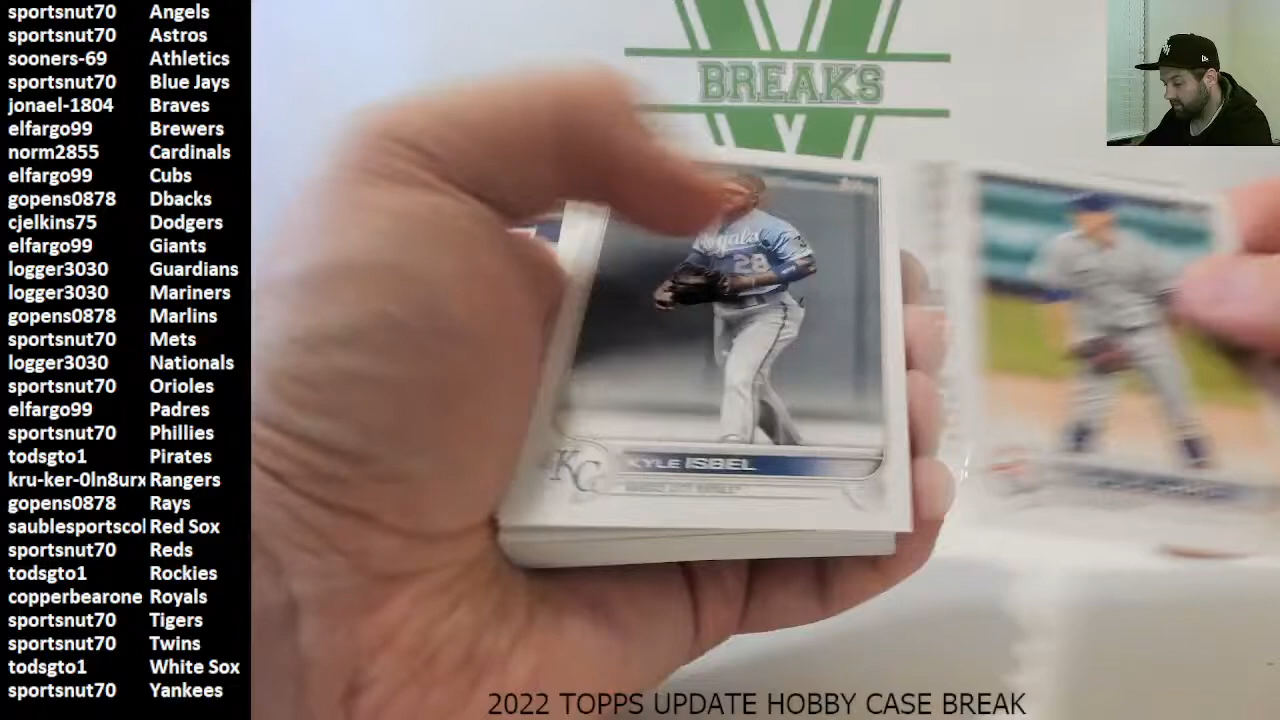 sportsnut70 Angels
sportsnut70 Astros
sooners-69 Athletics
sportsnut70 Blue Jays
jonael-1804 Braves
elfargo99 Brewers
norm2855 Cardinals
elfargo99 Cubs
gopens0878 Dbacks
cjelkins75 Dodgers
elfargo99 Giants
logger3030 Guardians
logger3030 Mariners
gopens0878 Marlins
sportsnut70 Mets
logger3030 Nationals
sportsnut70 Orioles
elfargo99 Padres
sportsnut70 Phillies
todsgto1 Pirates
kru-ker-0ln8urx Rangers
gopens0878 Rays
saublesportscol Red Sox
sportsnut70 Reds
todsgto1 Rockies
copperbearone Royals
sportsnut70 Tigers
sportsnut70 Twins
todsgto1 White Sox
sportsnut70 Yankees
V
BREAKS
Royals
28
KC
KYLE ISBEL
2022 TOPPS UPDATE HOBBY CASE BREAK